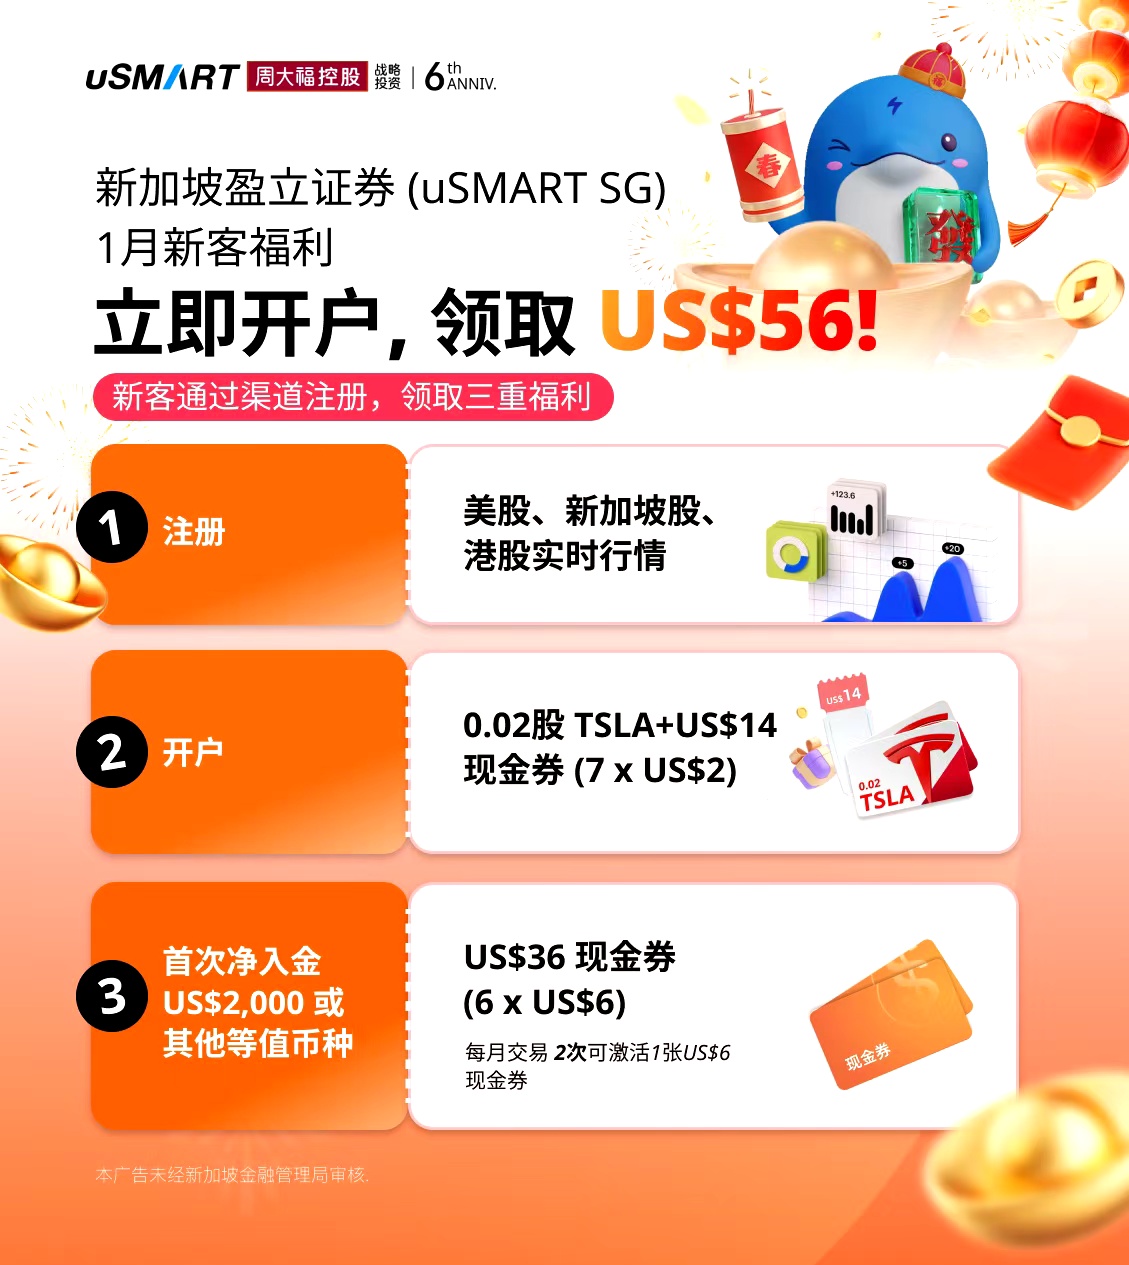 uSMART 周大福控股 战略投资 | 6th ANNIV.
春
發
新加坡盈立证券 (uSMART SG)
1月新客福利
立即开户, 领取 US$56!
新客通过渠道注册，领取三重福利
1 注册
美股、新加坡股、
港股实时行情
+123.6
+5
+20
2 开户
0.02股 TSLA+US$14
现金券 (7 x US$2)
US$14
0.02
TSLA
3
首次净入金
US$2,000 或
其他等值币种
US$36 现金券
(6 x US$6)
每月交易 2次可激活1张US$6
现金券
$
现金券
本广告未经新加坡金融管理局审核.